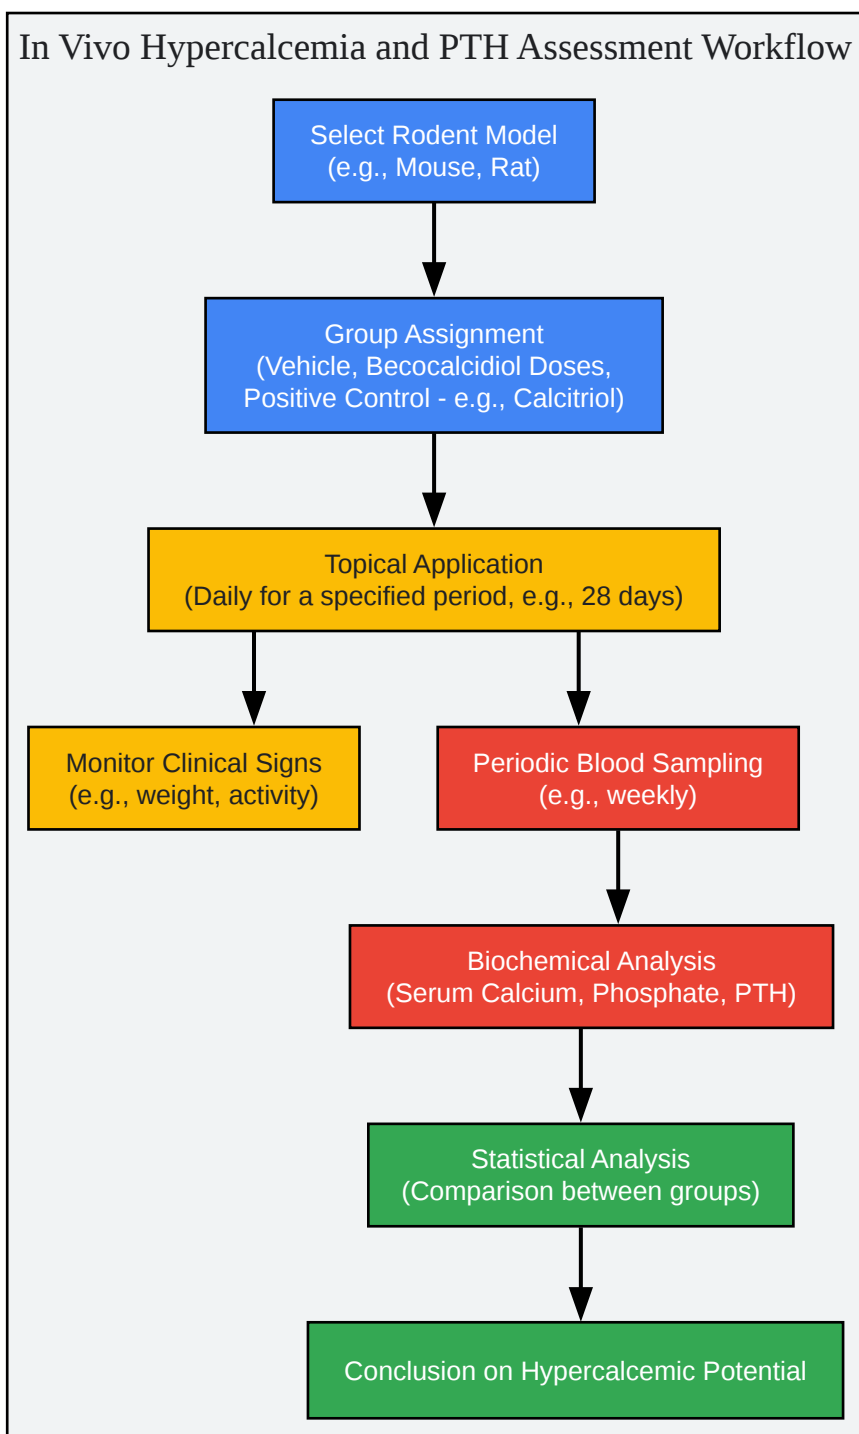 In Vivo Hypercalcemia and PTH Assessment Workflow
Select Rodent Model
(e.g., Mouse, Rat)
Group Assignment
(Vehicle, Becocalcidiol Doses,
Positive Control - e.g., Calcitriol)
Topical Application
(Daily for a specified period, e.g., 28 days)
Monitor Clinical Signs
(e.g., weight, activity)
Periodic Blood Sampling
(e.g., weekly)
Biochemical Analysis
(Serum Calcium, Phosphate, PTH)
Statistical Analysis
(Comparison between groups)
Conclusion on Hypercalcemic Potential